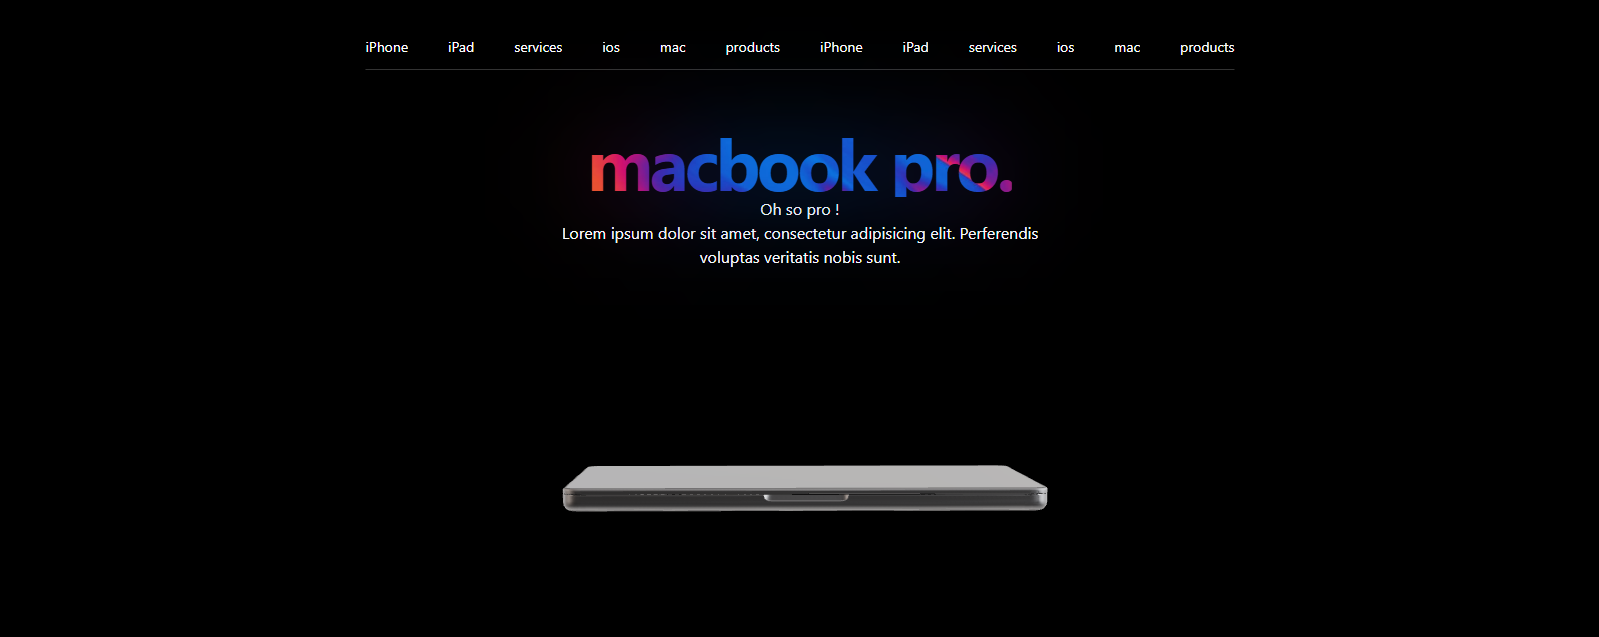 iPhone iPad services ios mac products iPhone iPad services ios mac products
macbook pro.
Oh so pro !
Lorem ipsum dolor sit amet, consectetur adipisicing elit. Perferendis
voluptas veritatis nobis sunt.